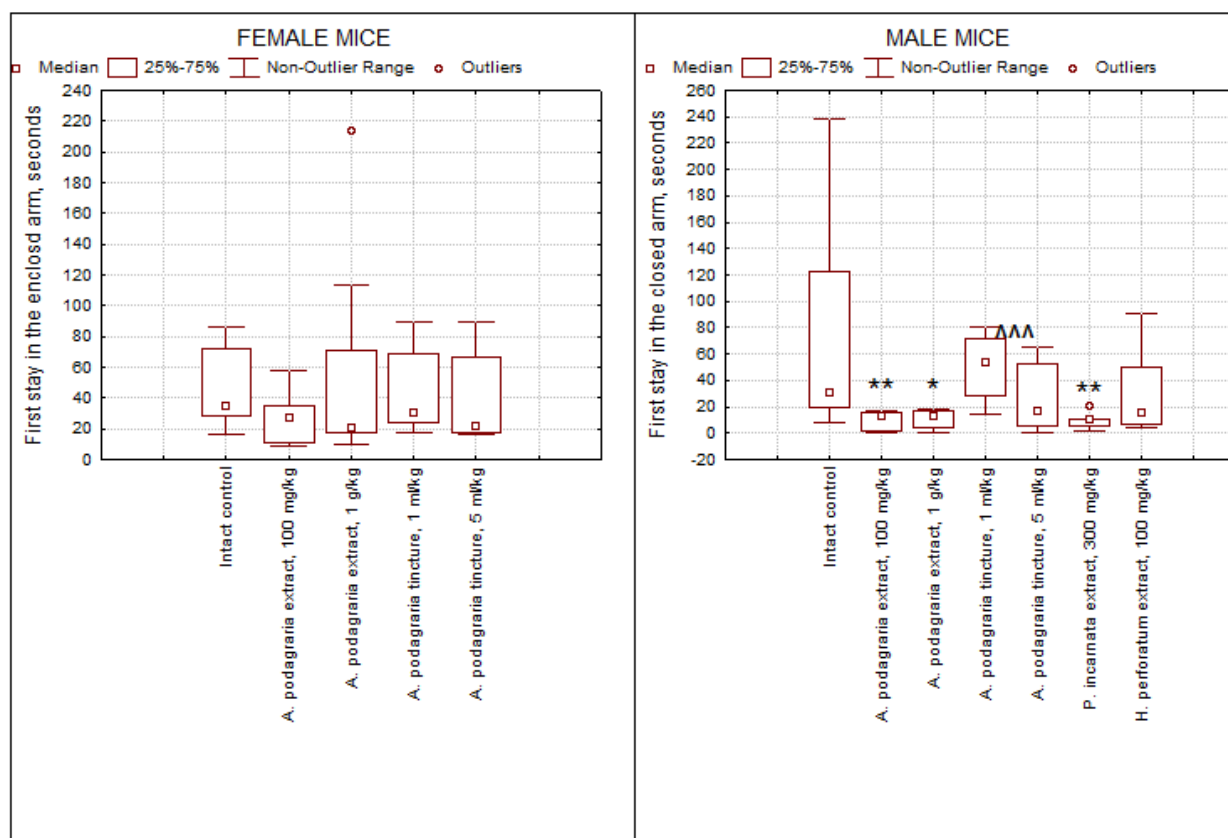 FEMALE MICE
Median 25%-75% Non-Outlier Range Outliers
First stay in the enclosd arm, seconds
240
220
200
180
160
140
120
100
80
60
40
20
0
Intact control
A. podagraria extract, 100 mg/kg
A. podagraria extract, 1 g/kg
A. podagraria tincture, 1 ml/kg
A. podagraria tincture, 5 ml/kg
MALE MICE
Median 25%-75% Non-Outlier Range Outliers
First stay in the closed arm, seconds
260
240
220
200
180
160
140
120
100
80
60
40
20
0
-20
** * ^^^ **
Intact control
A. podagraria extract, 100 mg/kg
A. podagraria extract, 1 g/kg
A. podagraria tincture, 1 ml/kg
A. podagraria tincture, 5 ml/kg
P. incarnata extract, 300 mg/kg
H. perforatum extract, 100 mg/kg